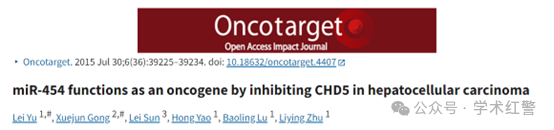 Oncotarget
Open Access Impact Journal
• Oncotarget. 2015 Jul 30;6(36):39225–39234. doi: 10.18632/oncotarget.4407
miR-454 functions as an oncogene by inhibiting CHD5 in hepatocellular carcinoma
Lei Yu 1,#, Xuejun Gong 2,#, Lei Sun 3, Hong Yao 1, Baoling Lu 1, Liying Zhu 1
公众号 · 学术红警